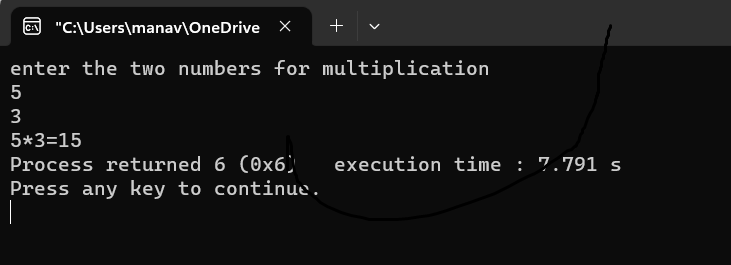 "C:\Users\manav\OneDrive
enter the two numbers for multiplication
5
3
5*3=15
Process returned 6 (0x6)   execution time : 7.791 s
Press any key to continue.